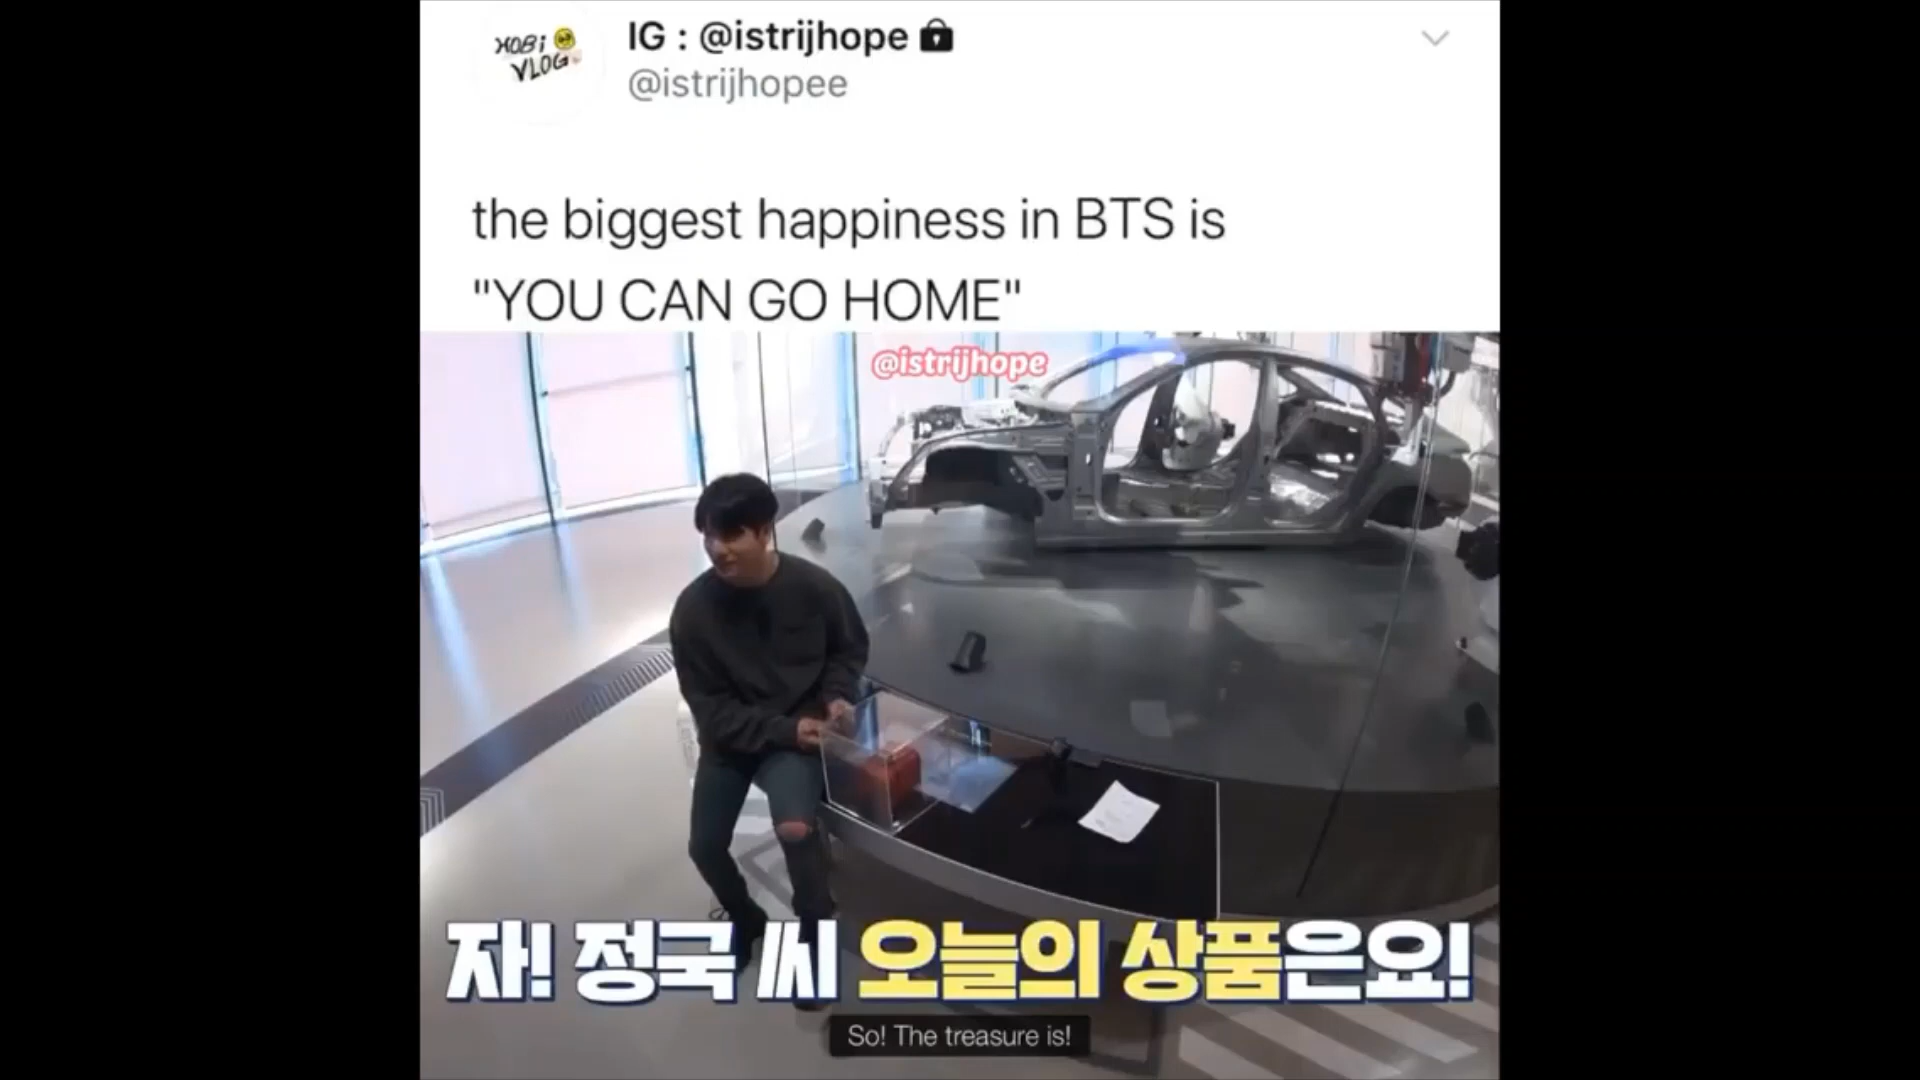 HOBi
VLOG
IG : @istrijhope
@istrijhopee
the biggest happiness in BTS is
"YOU CAN GO HOME"
@istrijhope
자! 정국 씨 오늘의 상품은요!
So! The treasure is!